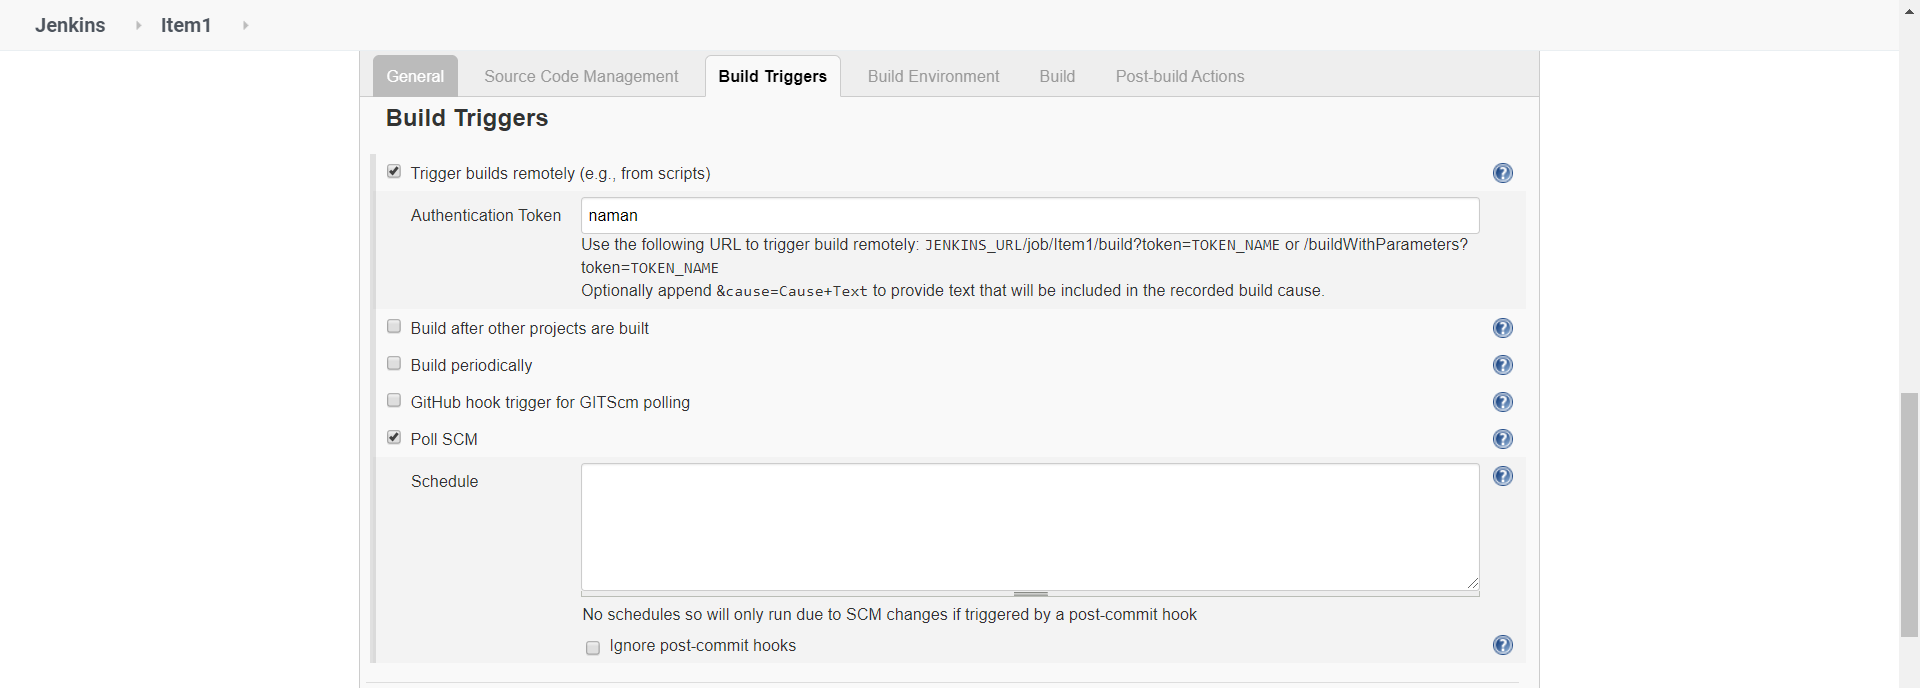 Jenkins Item1
General Source Code Management Build Triggers Build Environment Build Post-build Actions
Build Triggers
Trigger builds remotely (e.g., from scripts)
Authentication Token naman
Use the following URL to trigger build remotely: JENKINS_URL/job/Item1/build?token=TOKEN_NAME or /buildWithParameters?
token=TOKEN_NAME
Optionally append &cause=Cause+Text to provide text that will be included in the recorded build cause.
Build after other projects are built
Build periodically
GitHub hook trigger for GITScm polling
Poll SCM
Schedule
No schedules so will only run due to SCM changes if triggered by a post-commit hook
Ignore post-commit hooks